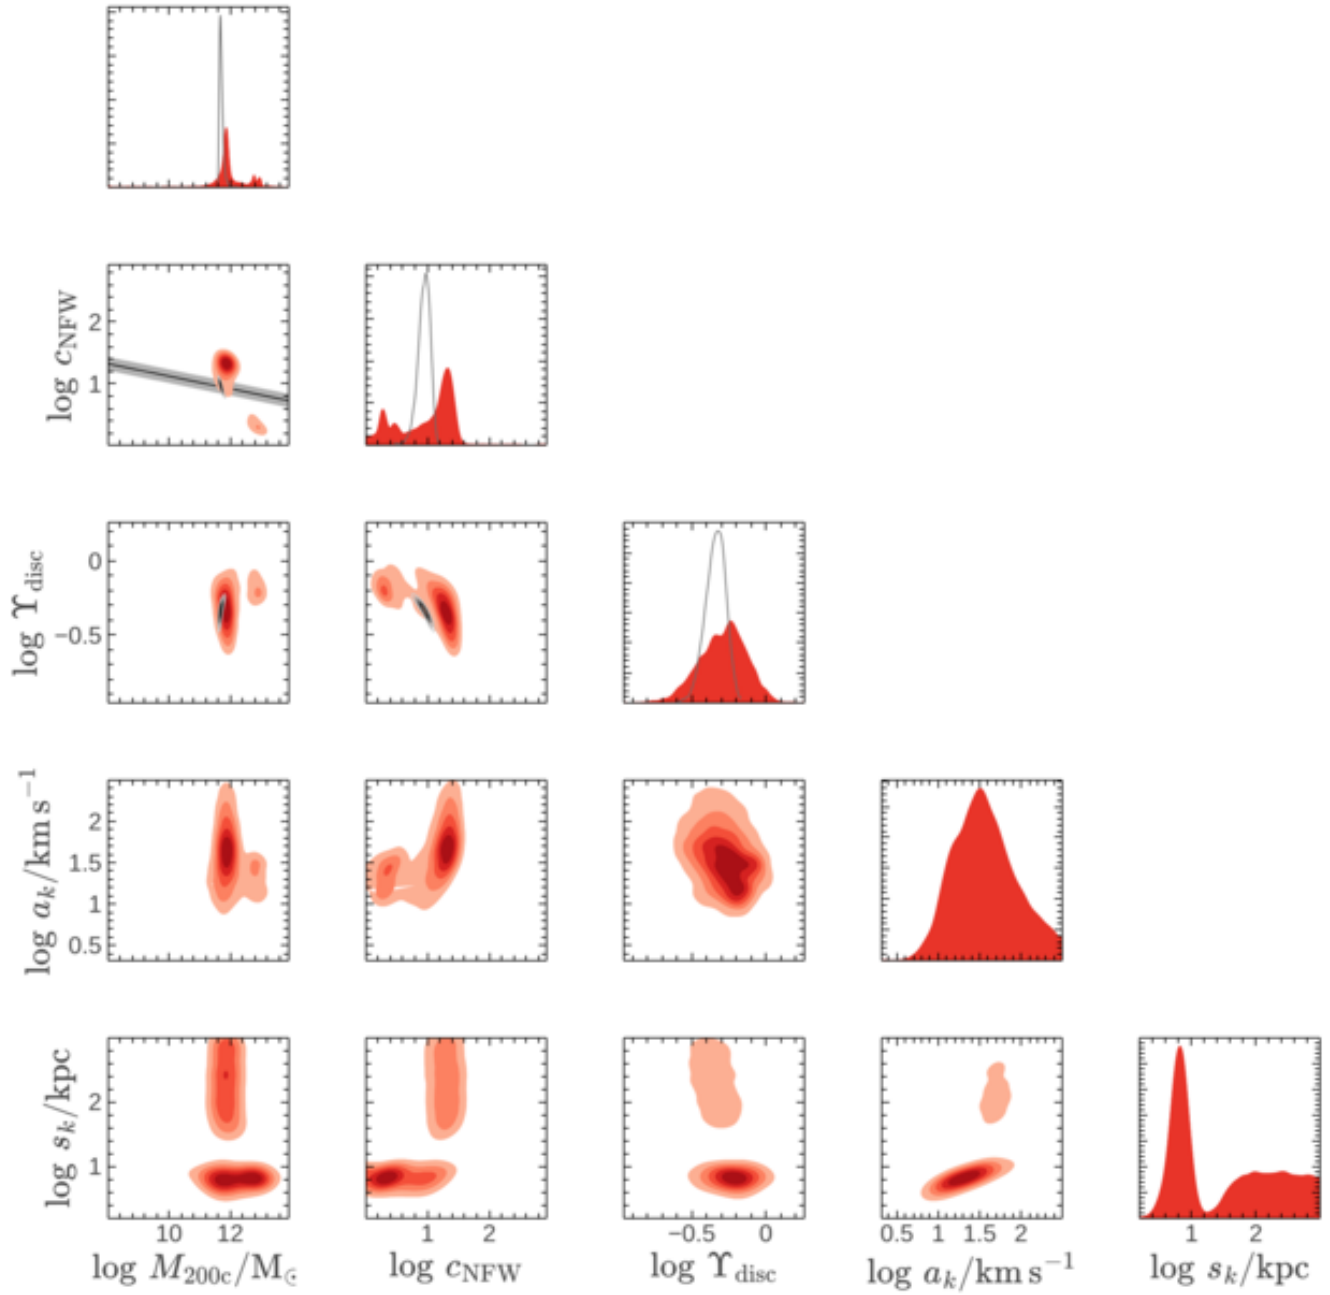 log c_NFW
2
1
log ϒ_disc
0
−0.5
log a_k/km s⁻¹
2
1.5
1
0.5
log s_k/kpc
2
1
10 12
1 2
−0.5 0
0.5 1 1.5 2
1 2
log M_200c/M⊙
log c_NFW
log ϒ_disc
log a_k/km s⁻¹
log s_k/kpc